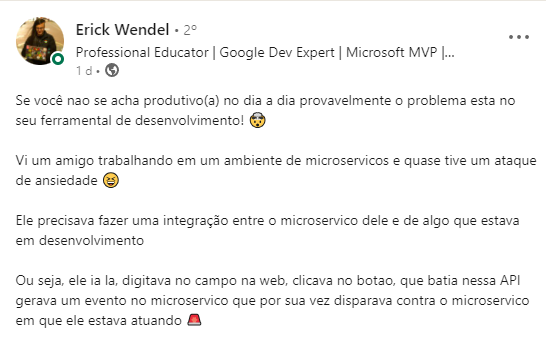 Erick Wendel • 2º
Professional Educator | Google Dev Expert | Microsoft MVP |...
1 d •
Se você nao se acha produtivo(a) no dia a dia provavelmente o problema esta no
seu ferramental de desenvolvimento! 🤯
Vi um amigo trabalhando em um ambiente de microservicos e quase tive um ataque
de ansiedade 😆
Ele precisava fazer uma integração entre o microservico dele e de algo que estava
em desenvolvimento
Ou seja, ele ia la, digitava no campo na web, clicava no botao, que batia nessa API
gerava um evento no microservico que por sua vez disparava contra o microservico
em que ele estava atuando 🚨